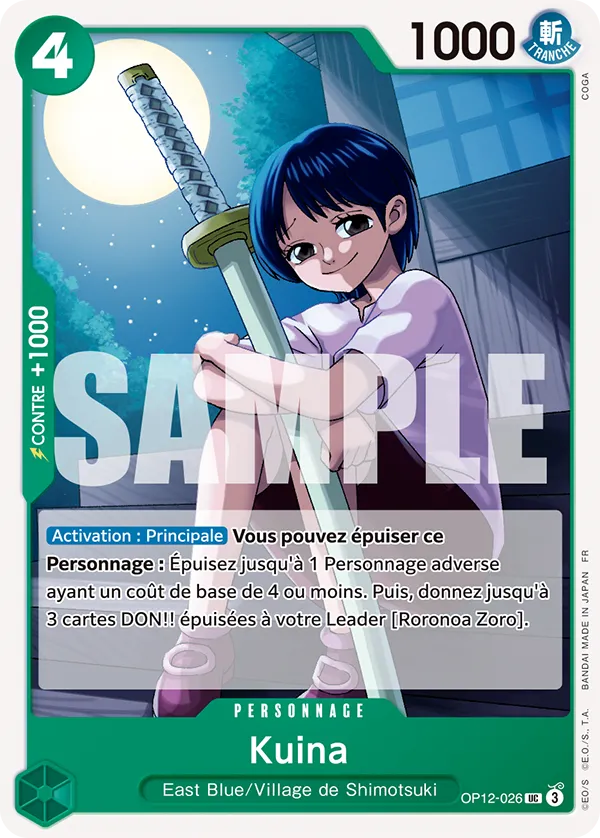 4
1000
斬
TRANCHE
COGA
CONTRE +1000
SAMPLE
Activation : Principale Vous pouvez épuiser ce
Personnage : Épuisez jusqu'à 1 Personnage adverse
ayant un coût de base de 4 ou moins. Puis, donnez jusqu'à
3 cartes DON!! épuisées à votre Leader [Roronoa Zoro].
PERSONNAGE
Kuina
East Blue/Village de Shimotsuki
OP12-026 UC 3
©E.O/S ©E.O./S., T.A. BANDAI MADE IN JAPAN FR